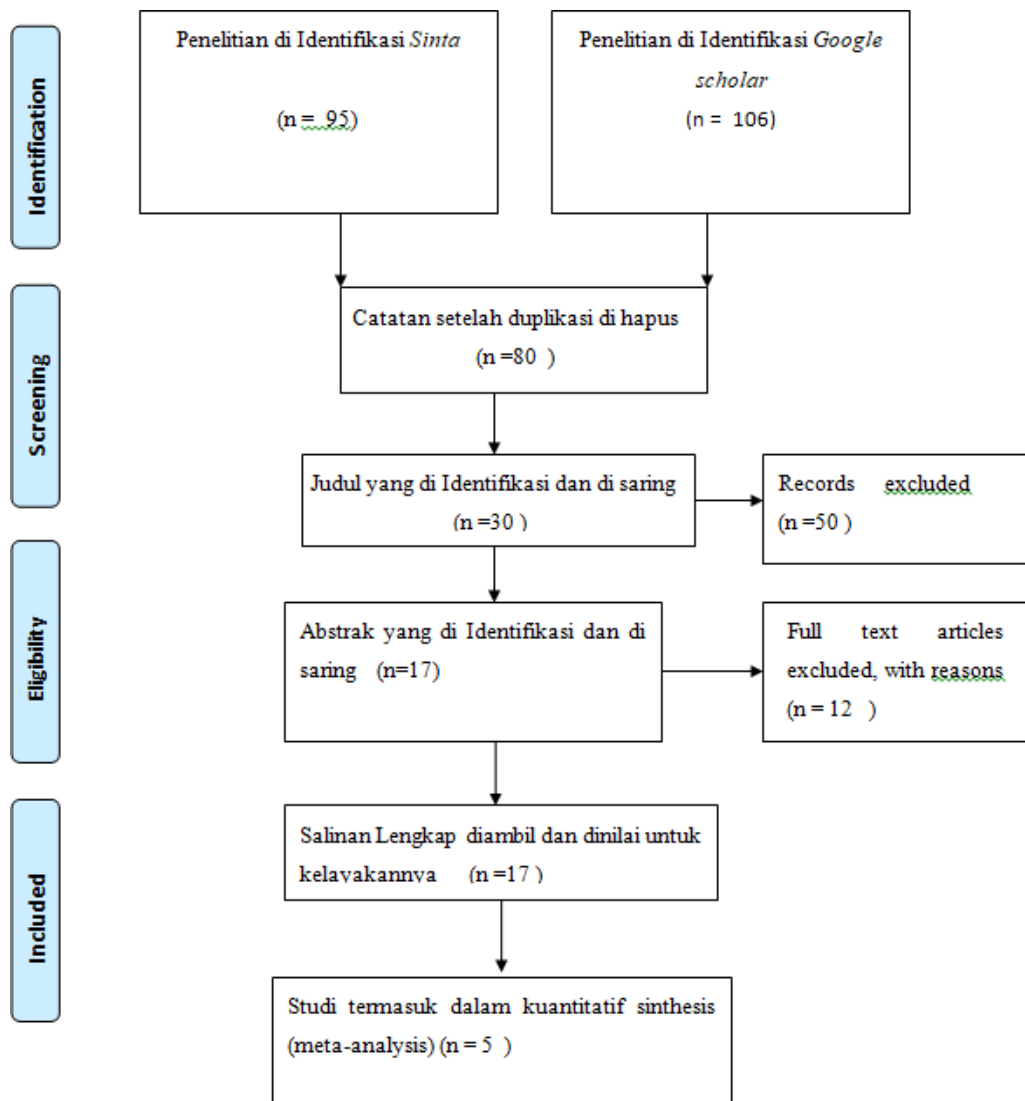 Identification
Penelitian di Identifikasi Sinta
(n = 95)
Penelitian di Identifikasi Google
scholar
(n = 106)
Screening
Catatan setelah duplikasi di hapus
(n =80 )
Judul yang di Identifikasi dan di saring
(n =30 )
Records excluded
(n =50 )
Eligibility
Abstrak yang di Identifikasi dan di
saring (n=17)
Full text articles
excluded, with reasons
(n = 12 )
Included
Salinan Lengkap diambil dan dinilai untuk
kelayakannya (n =17 )
Studi termasuk dalam kuantitatif sinthesis
(meta-analysis) (n = 5 )